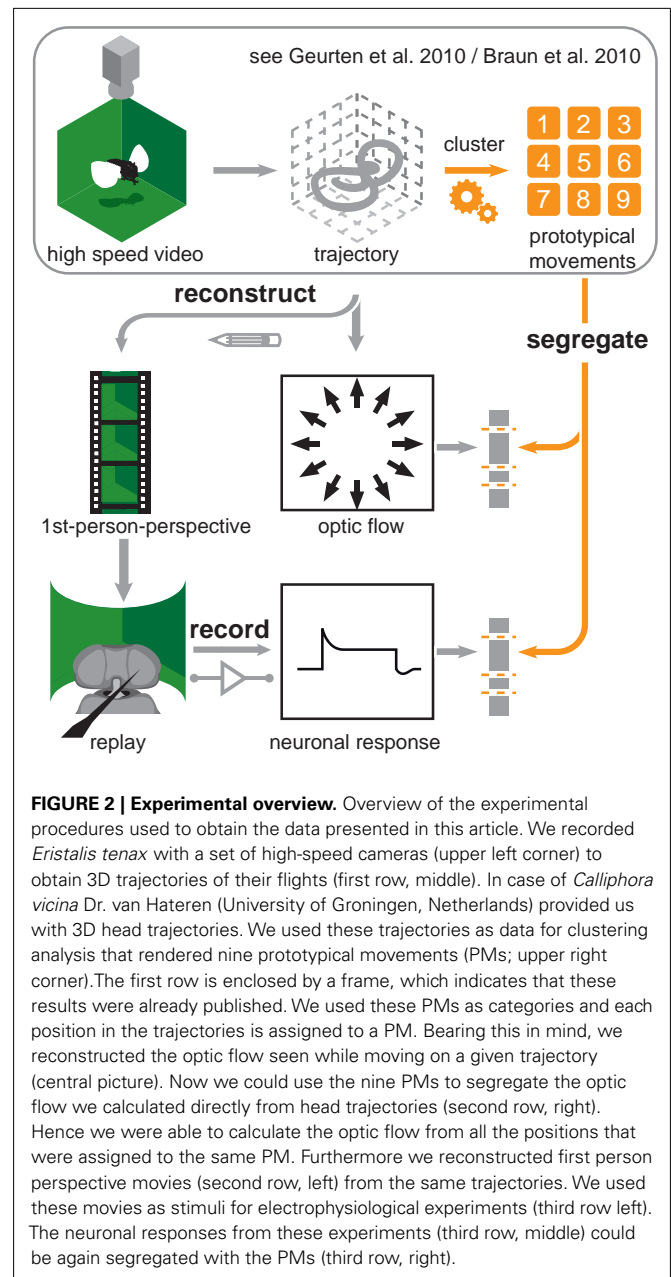 see Geurten et al. 2010 / Braun et al. 2010
cluster
1 2 3
4 5 6
7 8 9
high speed video
trajectory
prototypical
movements
reconstruct
segregate
1st-person-perspective
optic flow
record
replay
neuronal response
FIGURE 2 | Experimental overview. Overview of the experimental
procedures used to obtain the data presented in this article. We recorded
Eristalis tenax with a set of high-speed cameras (upper left corner) to
obtain 3D trajectories of their flights (first row, middle). In case of Calliphora
vicina Dr. van Hateren (University of Groningen, Netherlands) provided us
with 3D head trajectories. We used these trajectories as data for clustering
analysis that rendered nine prototypical movements (PMs; upper right
corner).The first row is enclosed by a frame, which indicates that these
results were already published. We used these PMs as categories and each
position in the trajectories is assigned to a PM. Bearing this in mind, we
reconstructed the optic flow seen while moving on a given trajectory
(central picture). Now we could use the nine PMs to segregate the optic
flow we calculated directly from head trajectories (second row, right).
Hence we were able to calculate the optic flow from all the positions that
were assigned to the same PM. Furthermore we reconstructed first person
perspective movies (second row, left) from the same trajectories. We used
these movies as stimuli for electrophysiological experiments (third row left).
The neuronal responses from these experiments (third row, middle) could
be again segregated with the PMs (third row, right).